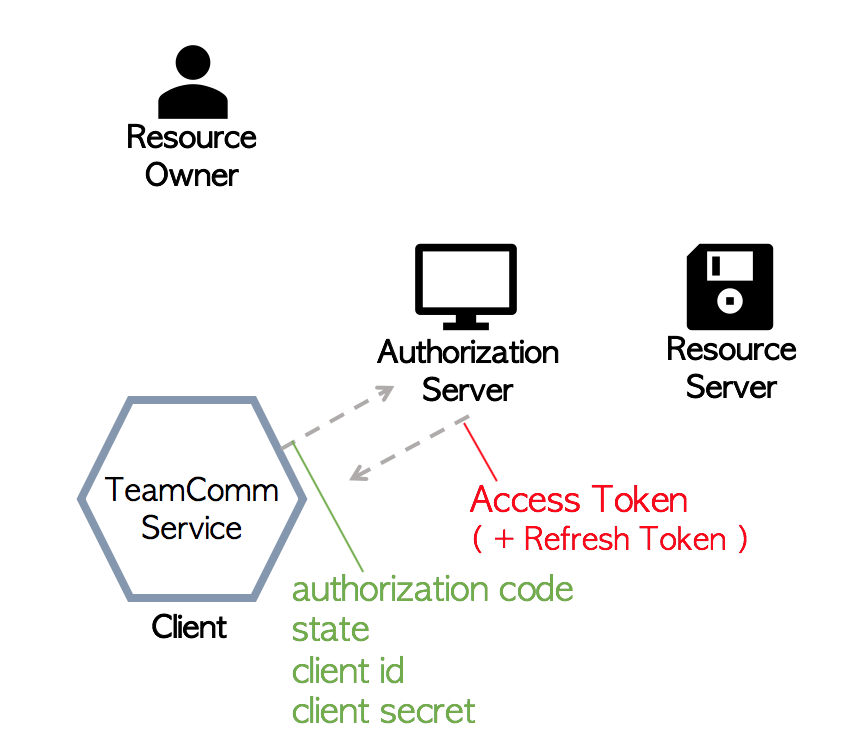 Resource
Owner
Authorization
Server
Resource
Server
TeamComm
Service
Client
Access Token
( + Refresh Token )
authorization code
state
client id
client secret